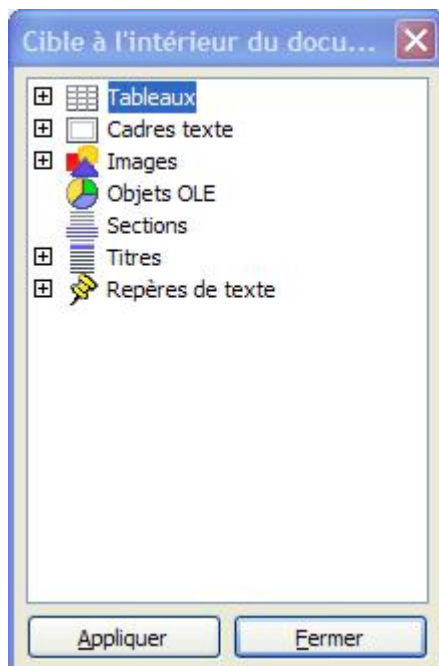 Cible à l'intérieur du docu...
Tableaux
Cadres texte
Images
Objets OLE
Sections
Titres
Repères de texte
Appliquer
Fermer